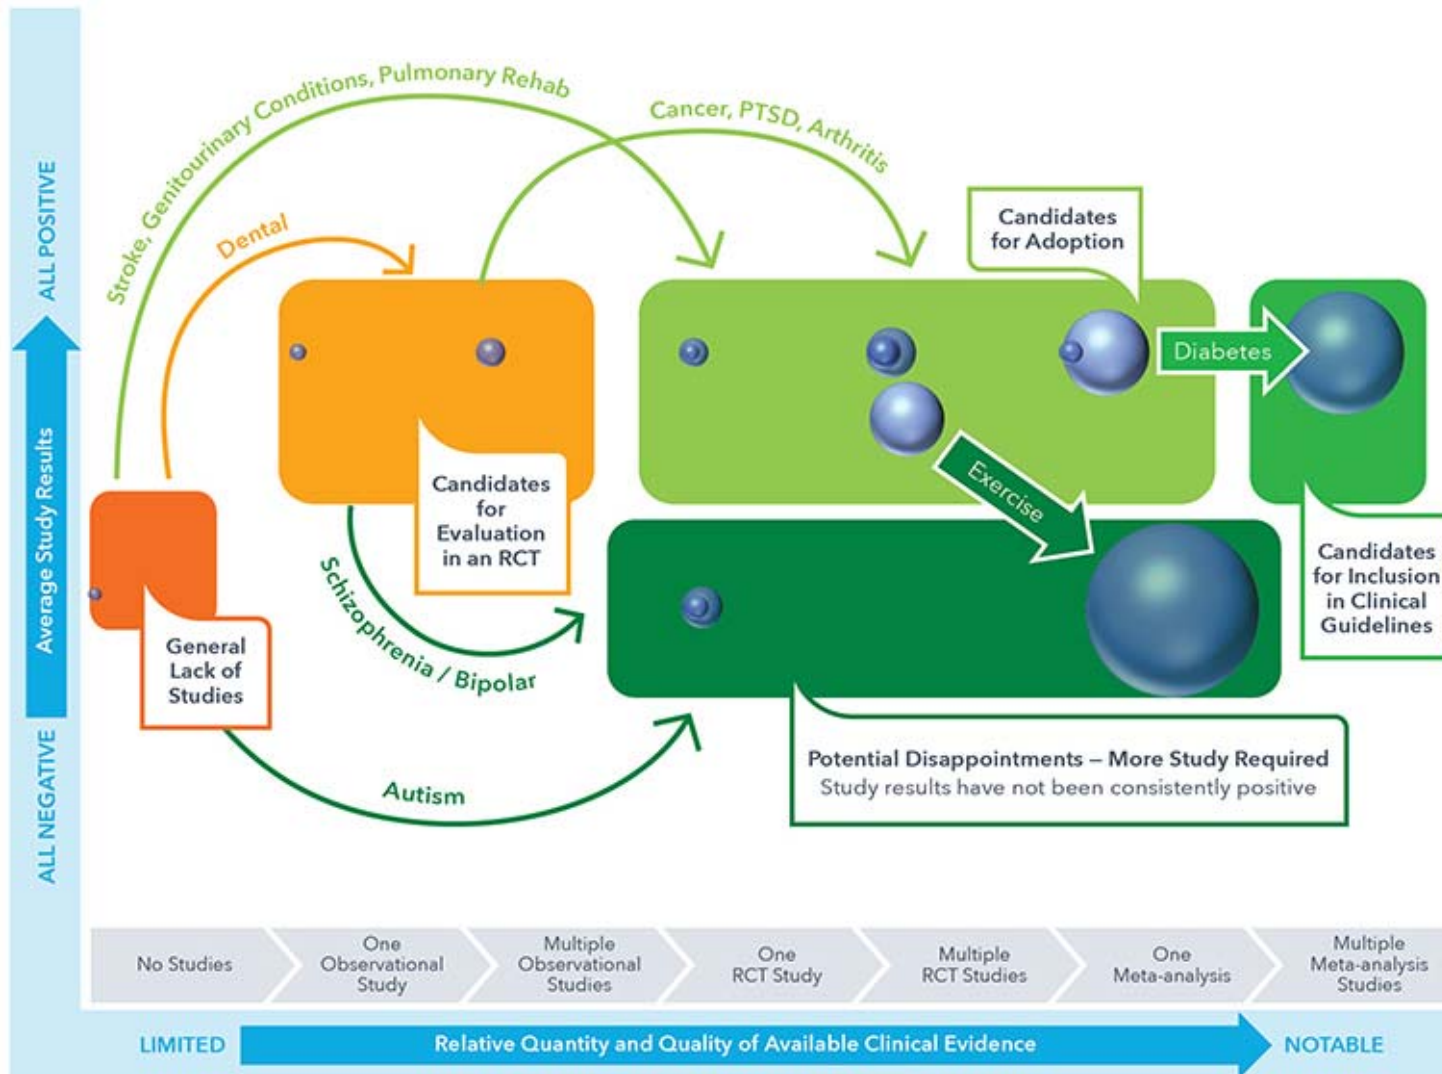 Stroke, Genitourinary Conditions, Pulmonary Rehab
Cancer, PTSD, Arthritis
Dental
Candidates
for Adoption
Diabetes
Exercise
Candidates
for
Evaluation
in an RCT
Candidates
for Inclusion
in Clinical
Guidelines
General
Lack of
Studies
Schizophrenia / Bipolar
Autism
Potential Disappointments – More Study Required
Study results have not been consistently positive
ALL POSITIVE
Average Study Results
ALL NEGATIVE
No Studies
One
Observational
Study
Multiple
Observational
Studies
One
RCT Study
Multiple
RCT Studies
One
Meta-analysis
Multiple
Meta-analysis
Studies
LIMITED
Relative Quantity and Quality of Available Clinical Evidence
NOTABLE